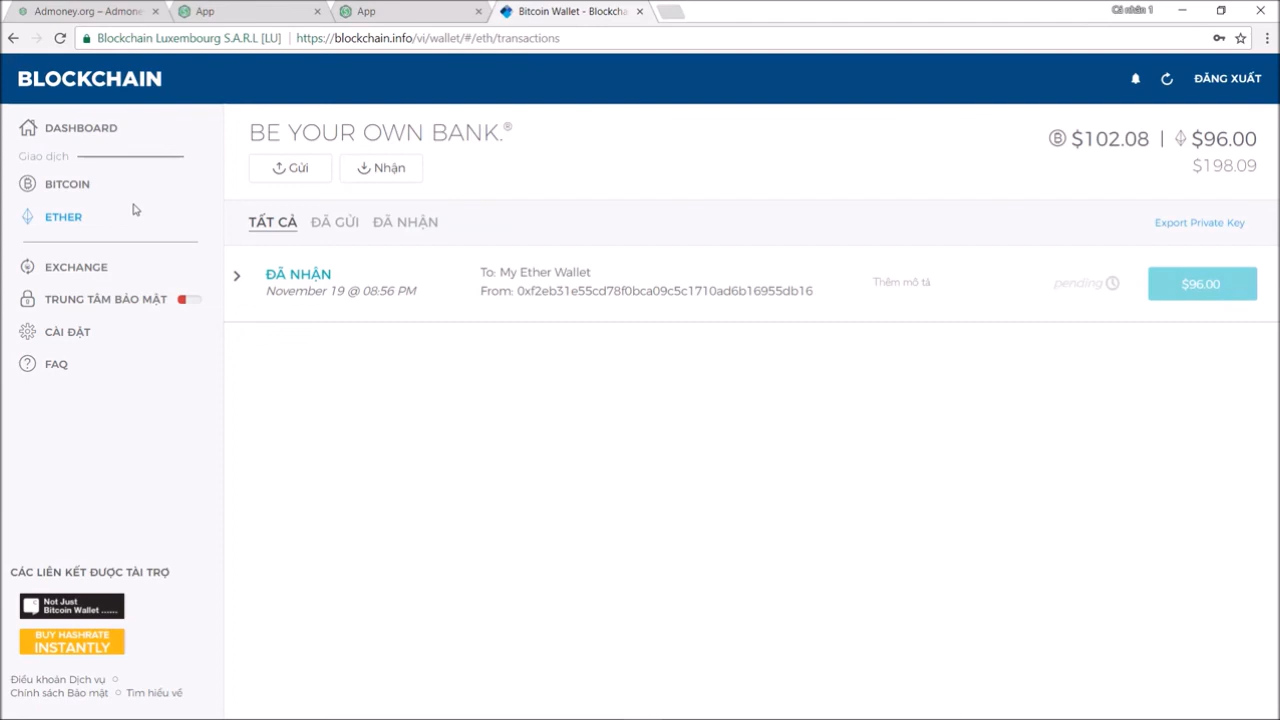 Admoney.org – Admone
App
App
Bitcoin Wallet - Blockcha
Cá nhân 1
Blockchain Luxembourg S.A.R.L [LU]
https://blockchain.info/vi/wallet/#/eth/transactions
BLOCKCHAIN
ĐĂNG XUẤT
DASHBOARD
Giao dịch
BITCOIN
ETHER
EXCHANGE
TRUNG TÂM BẢO MẬT
CÀI ĐẶT
FAQ
BE YOUR OWN BANK.®
$102.08 | $96.00
$198.09
Gửi
Nhận
TẤT CẢ ĐÃ GỬI ĐÃ NHẬN
Export Private Key
ĐÃ NHẬN
November 19 @ 08:56 PM
To: My Ether Wallet
From: 0xf2eb31e55cd78f0bca09c5c1710ad6b16955db16
Thêm mô tả
pending
$96.00
CÁC LIÊN KẾT ĐƯỢC TÀI TRỢ
Not Just
Bitcoin Wallet ......
BUY HASHRATE
INSTANTLY
Điều khoản Dịch vụ
Chính sách Bảo mật
Tìm hiểu về